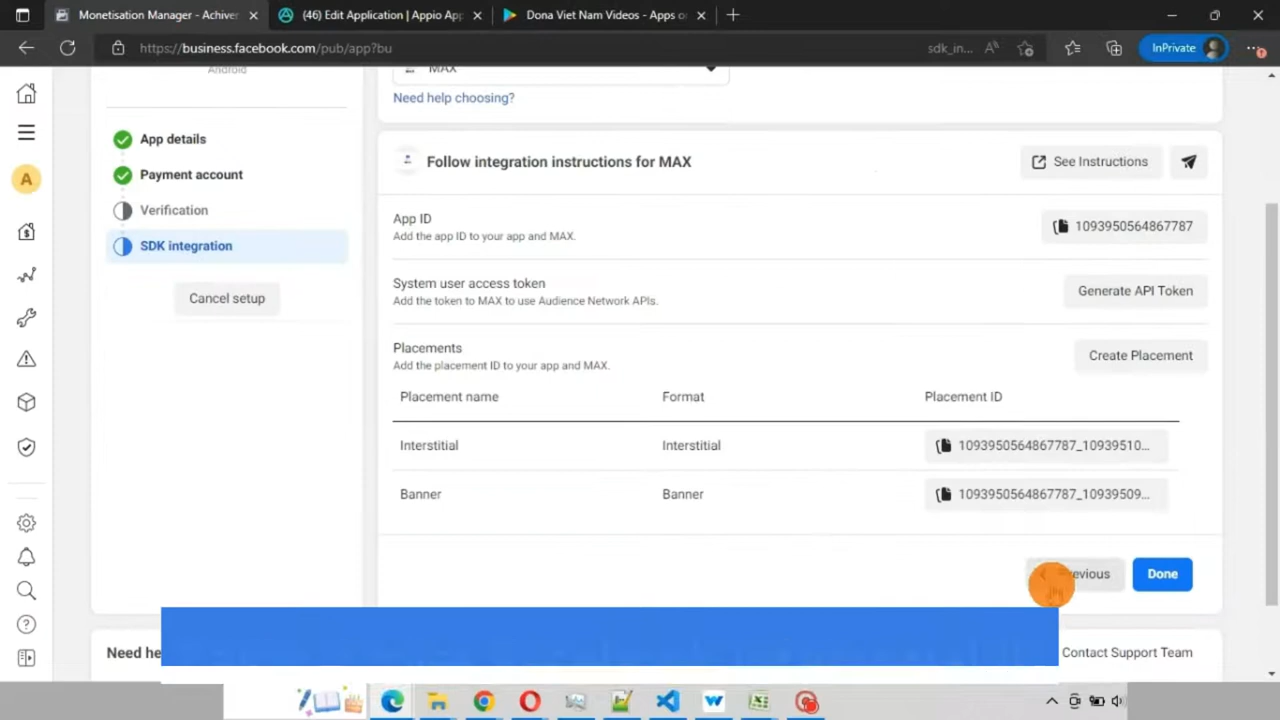 Monetisation Manager - Achiver
(46) Edit Application | Appio App
Dona Viet Nam Videos - Apps o
https://business.facebook.com/pub/app?bu
sdk_in...
InPrivate
Android
MAX
Need help choosing?
App details
Payment account
Verification
SDK integration
Cancel setup
A
Follow integration instructions for MAX
See Instructions
App ID
Add the app ID to your app and MAX.
1093950564867787
System user access token
Add the token to MAX to use Audience Network APIs.
Generate API Token
Placements
Add the placement ID to your app and MAX.
Create Placement
Placement name Format Placement ID
Interstitial Interstitial 1093950564867787_10939510...
Banner Banner 1093950564867787_10939509...
Done
Need he
Contact Support Team